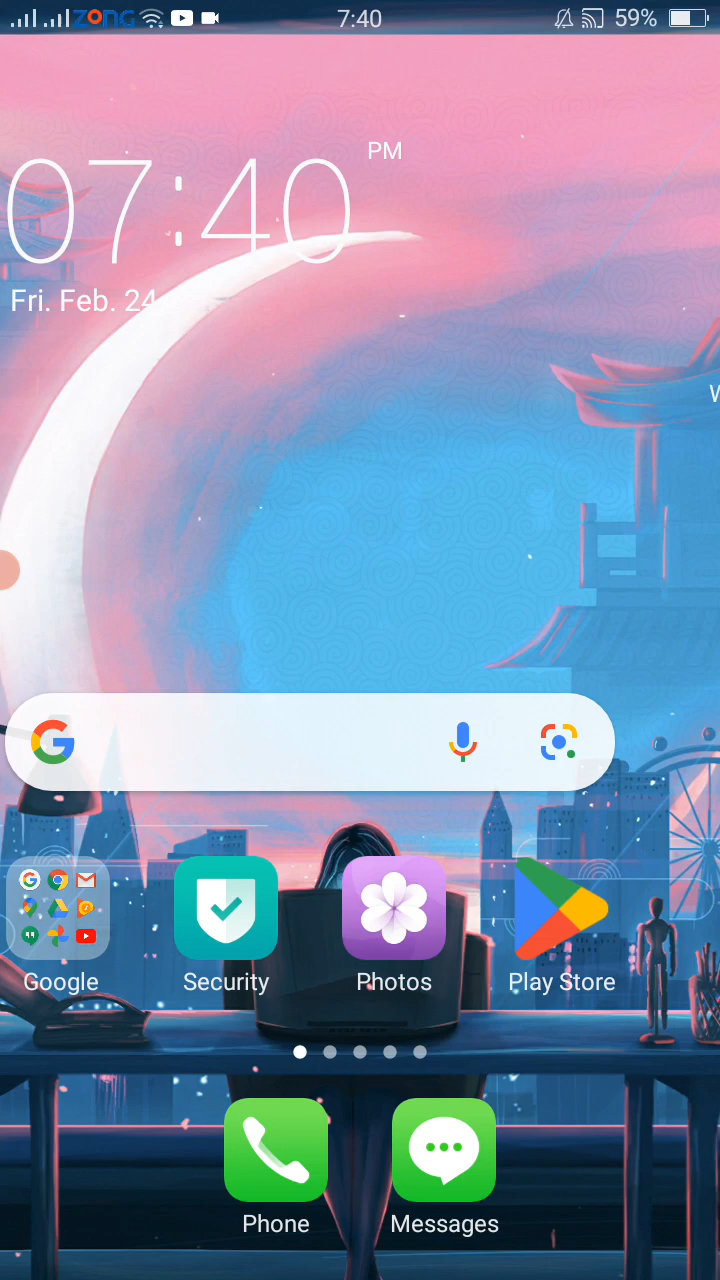 ZONG 7:40 59%
07:40 PM
Fri. Feb. 24
Google Security Photos Play Store
Phone Messages